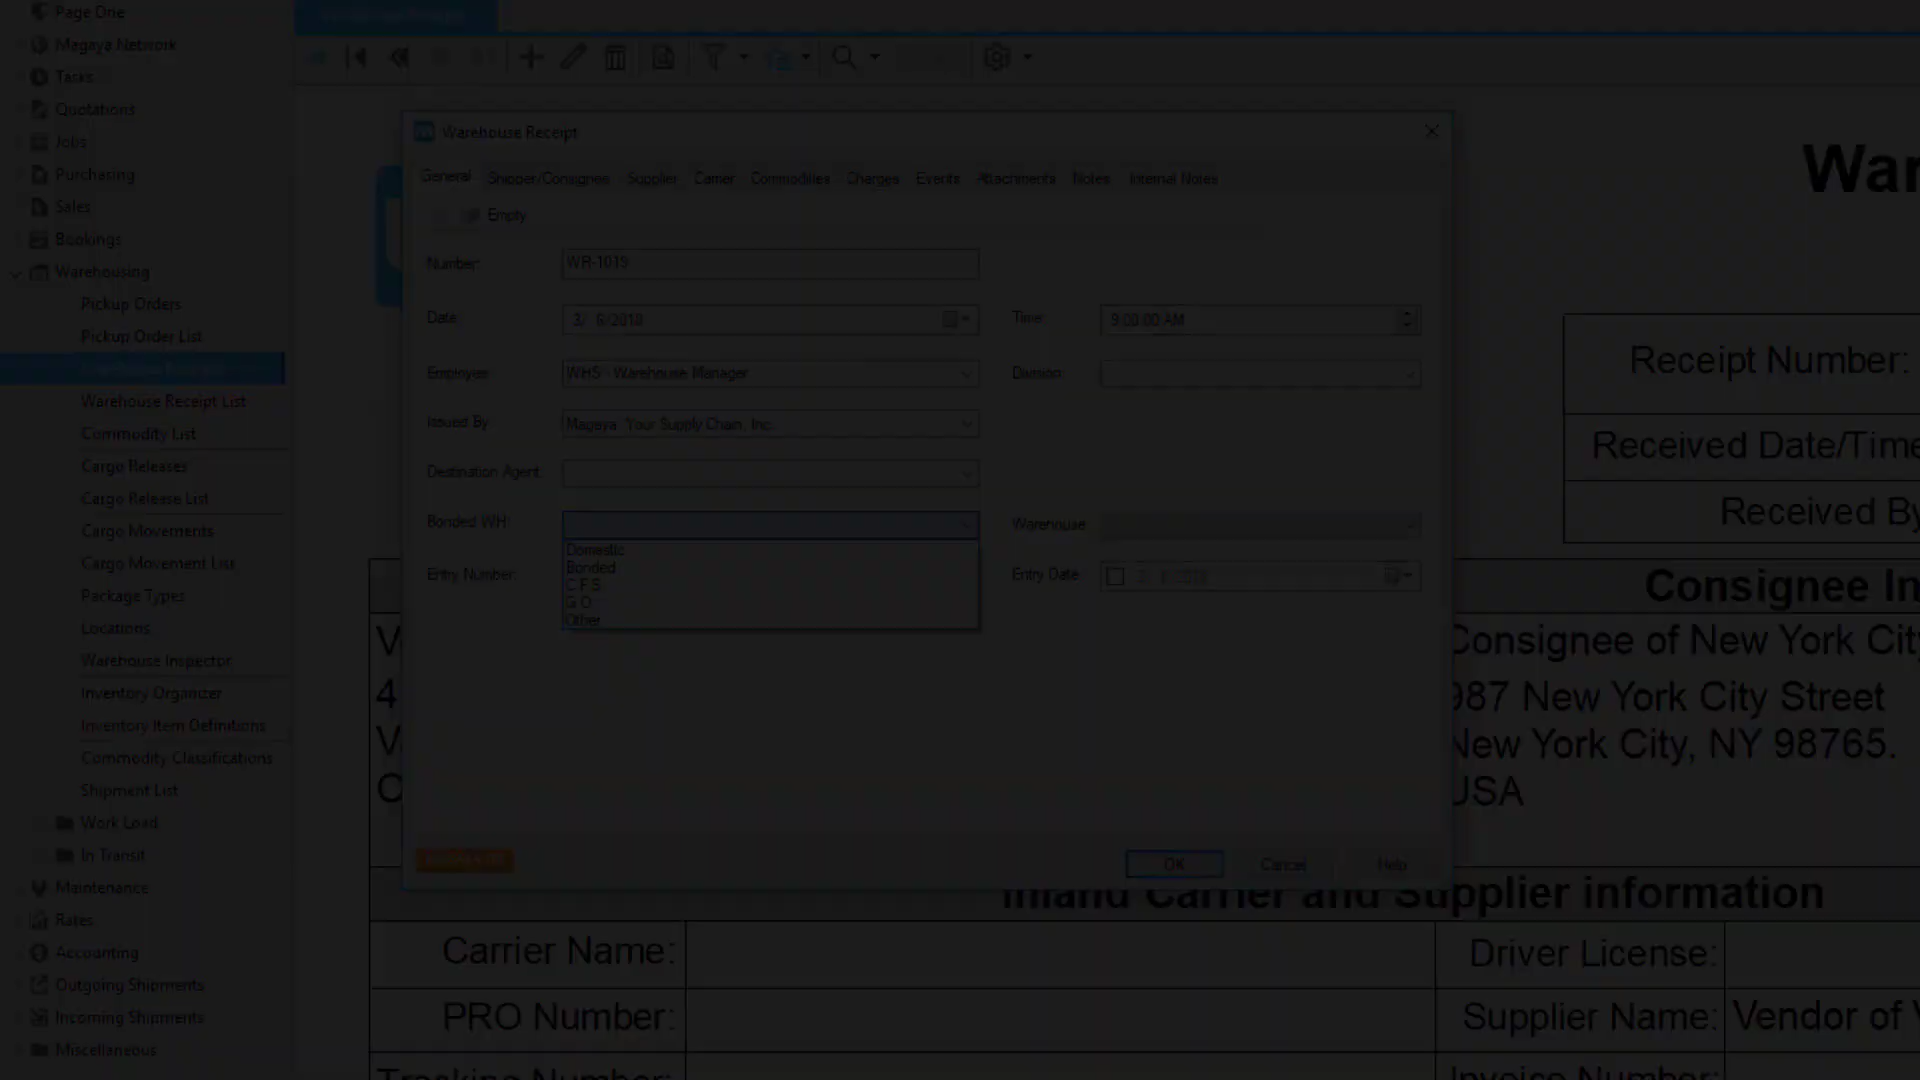 Page One
Magaya Network
Tasks
Quotations
Jobs
Purchasing
Sales
Bookings
Warehousing
Pickup Orders
Pickup Order List
Warehouse Receipt List
Commodity List
Cargo Releases
Cargo Release List
Cargo Movements
Cargo Movement List
Package Types
Locations
Warehouse Inspector
Inventory Organizer
Inventory Item Definitions
Commodity Classifications
Shipment List
Work Load
In Transit
Maintenance
Rates
Accounting
Outgoing Shipments
Incoming Shipments
Miscellaneous
Warehouse Receipt
General Shipper/Consignee Supplier Carrier Commodities Charges Events Attachments Notes Internal Notes
Empty
Number: WR-1019
Date: Time: 9:00:00 AM
Employee: WHS - Warehouse Manager Division:
Issued By: Magaya Your Supply Chain, Inc.
Destination Agent:
Bonded WH: Warehouse:
Domestic
Bonded
C.F.S.
G.O.
Other
Entry Number: Entry Date:
OK Cancel Help
War
Receipt Number:
Received Date/Time
Received By
Consignee In
Consignee of New York City
987 New York City Street
New York City, NY 98765.
USA
V
4
V
C
Inland Carrier and Supplier information
Carrier Name: Driver License:
PRO Number: Supplier Name: Vendor of V
Tracking Number: Invoice Number: